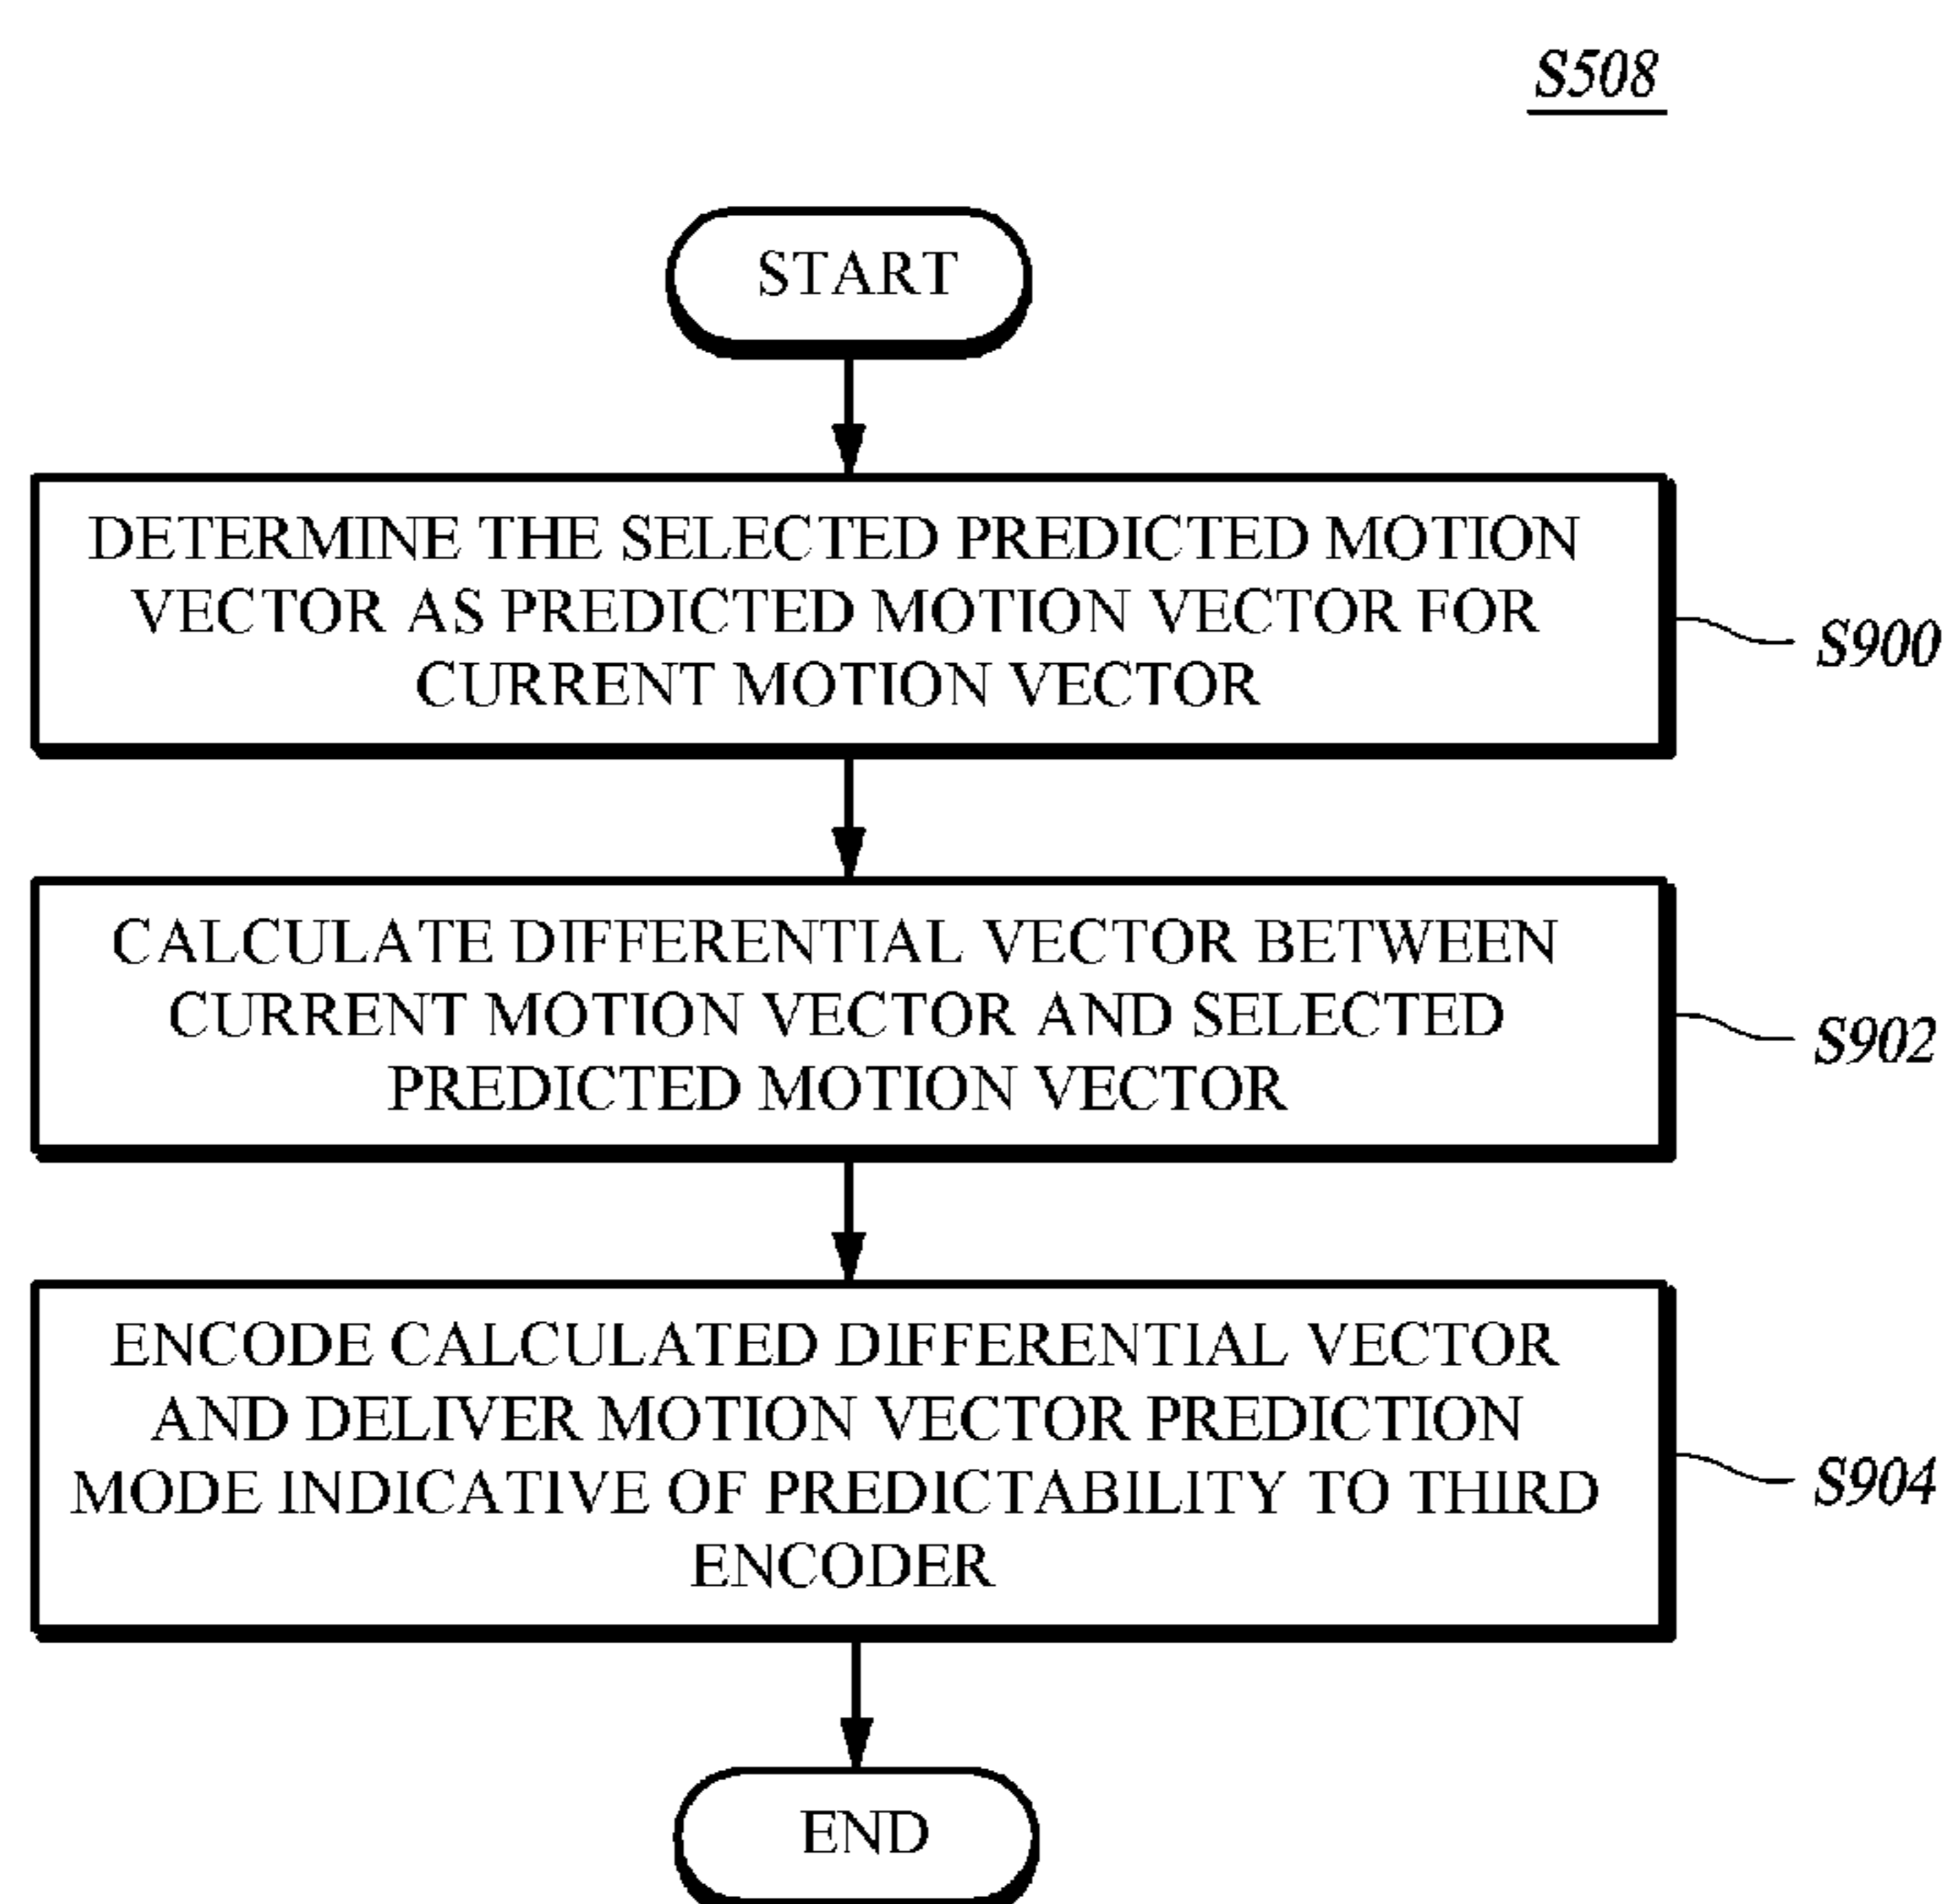 S508
START
DETERMINE THE SELECTED PREDICTED MOTION
VECTOR AS PREDICTED MOTION VECTOR FOR
CURRENT MOTION VECTOR
S900
CALCULATE DIFFERENTIAL VECTOR BETWEEN
CURRENT MOTION VECTOR AND SELECTED
PREDICTED MOTION VECTOR
S902
ENCODE CALCULATED DIFFERENTIAL VECTOR
AND DELIVER MOTION VECTOR PREDICTION
MODE INDICATIVE OF PREDICTABILITY TO THIRD
ENCODER
S904
END